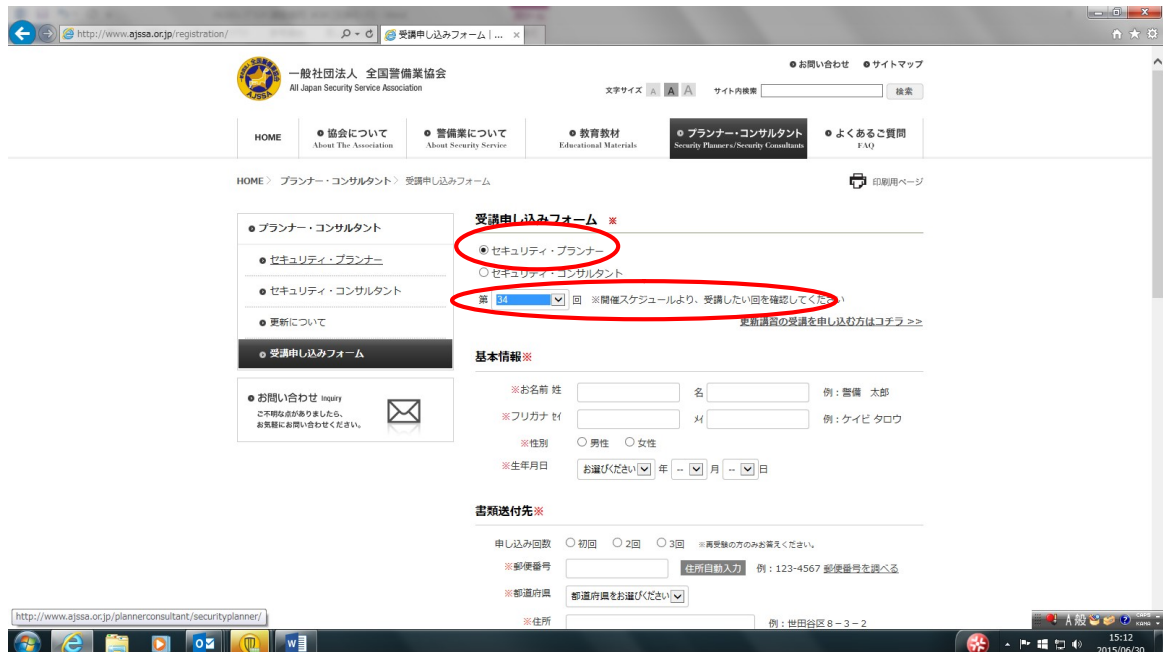 http://www.ajssa.or.jp/registration/
受講申し込みフォーム | ...
一般社団法人 全国警備業協会
All Japan Security Service Association
AJSSA
お問い合わせ サイトマップ
文字サイズ A A A サイト内検索 検索
HOME 協会について 警備業について 教育教材 プランナー・コンサルタント よくあるご質問
About The Association About Security Service Educational Materials Security Planners/Security Consultants FAQ
HOME〉 プランナー・コンサルタント〉 受講申し込みフォーム
印刷用ページ
プランナー・コンサルタント
セキュリティ・プランナー
セキュリティ・コンサルタント
更新について
受講申し込みフォーム
お問い合わせ Inquiry
ご不明な点が
ありましたら、
お気軽にお問い合わせください。
受講申し込みフォーム ※
セキュリティ・プランナー
セキュリティ・コンサルタント
第 34 回 ※開催スケジュールより、受講したい回を確認してください
更新講習の受講を申し込む方はコチラ >>
基本情報※
※お名前 姓 名 例：警備 太郎
※フリガナ セイ メイ 例：ケイビ タロウ
※性別 男性 女性
※生年月日 お選びください 年 -- 月 -- 日
書類送付先※
申し込み回数 初回 2回 3回 ※再受験の方のみお答えください。
※郵便番号 住所自動入力 例：123-4567 郵便番号を調べる
※都道府県 都道府県をお選びください
※住所 例：世田谷区８－３－２
http://www.ajssa.or.jp/plannerconsultant/securityplanner/
A 般 CAPS KANA
15:12
2015/06/30